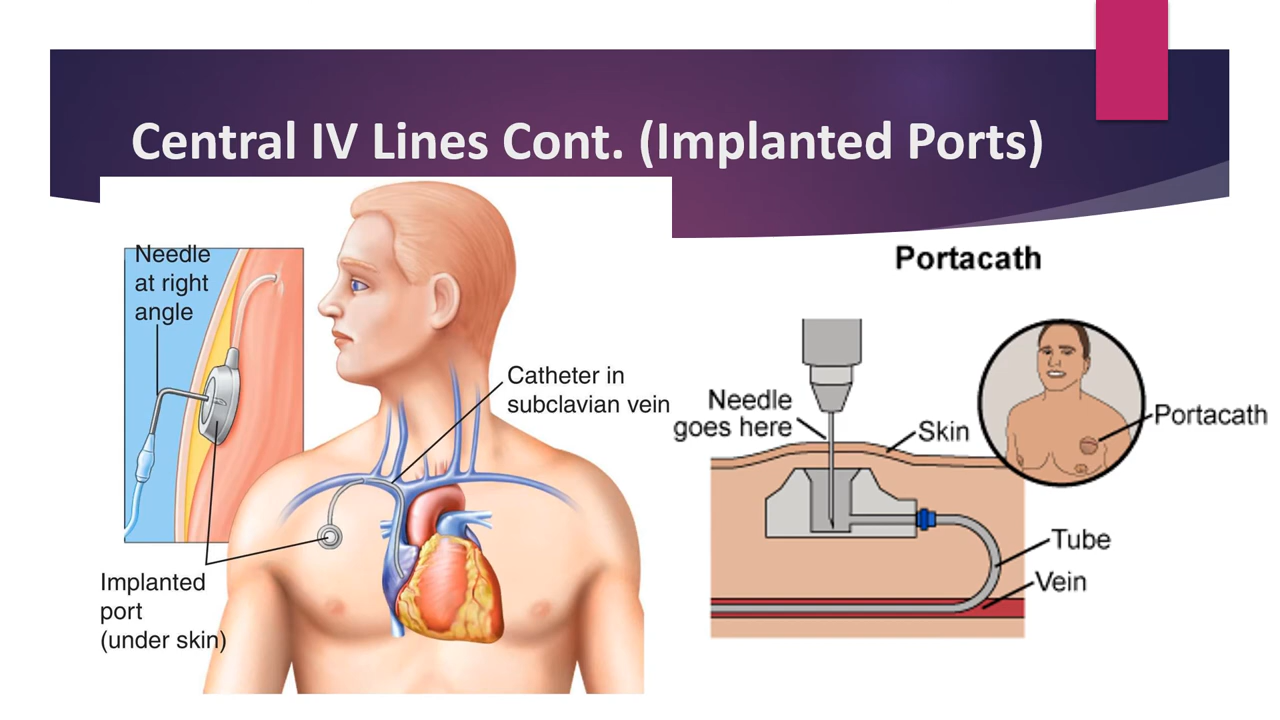 Central IV Lines Cont. (Implanted Ports)
Needle
at right
angle
Catheter in
subclavian vein
Implanted
port
(under skin)
Portacath
Needle
goes here
Skin
Portacath
Tube
Vein